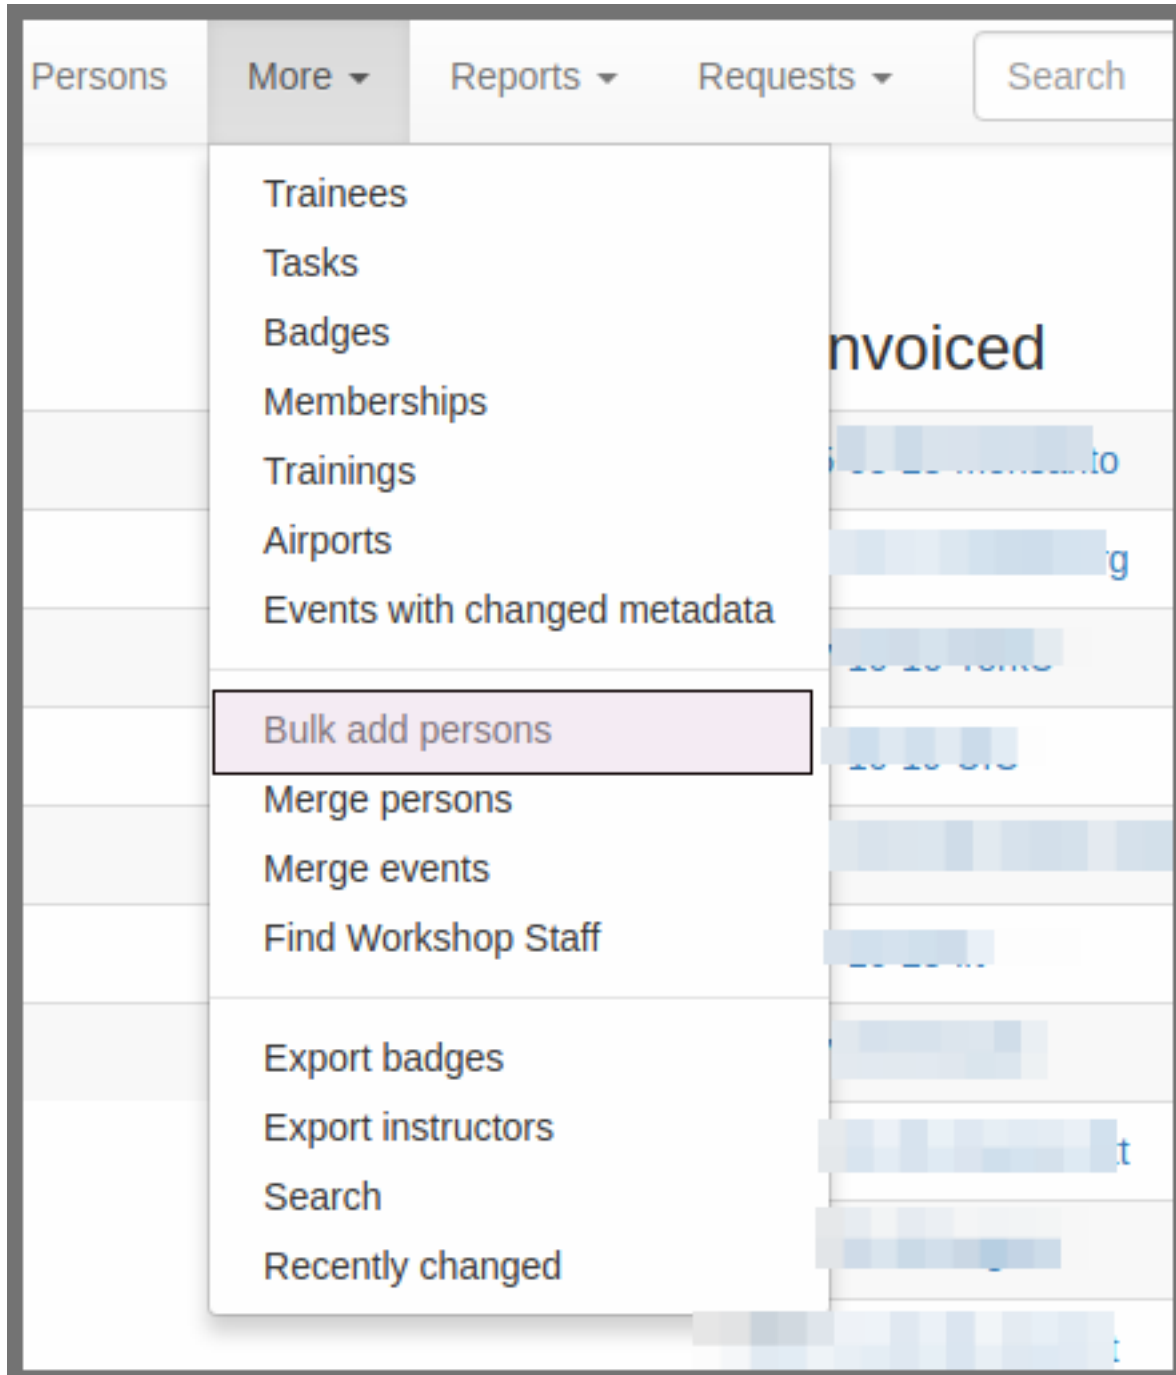 Persons More Reports Requests Search
Trainees
Tasks
Badges
nvoiced
Memberships
Trainings
Airports
Events with changed metadata
Bulk add persons
Merge persons
Merge events
Find Workshop Staff
Export badges
Export instructors
Search
Recently changed